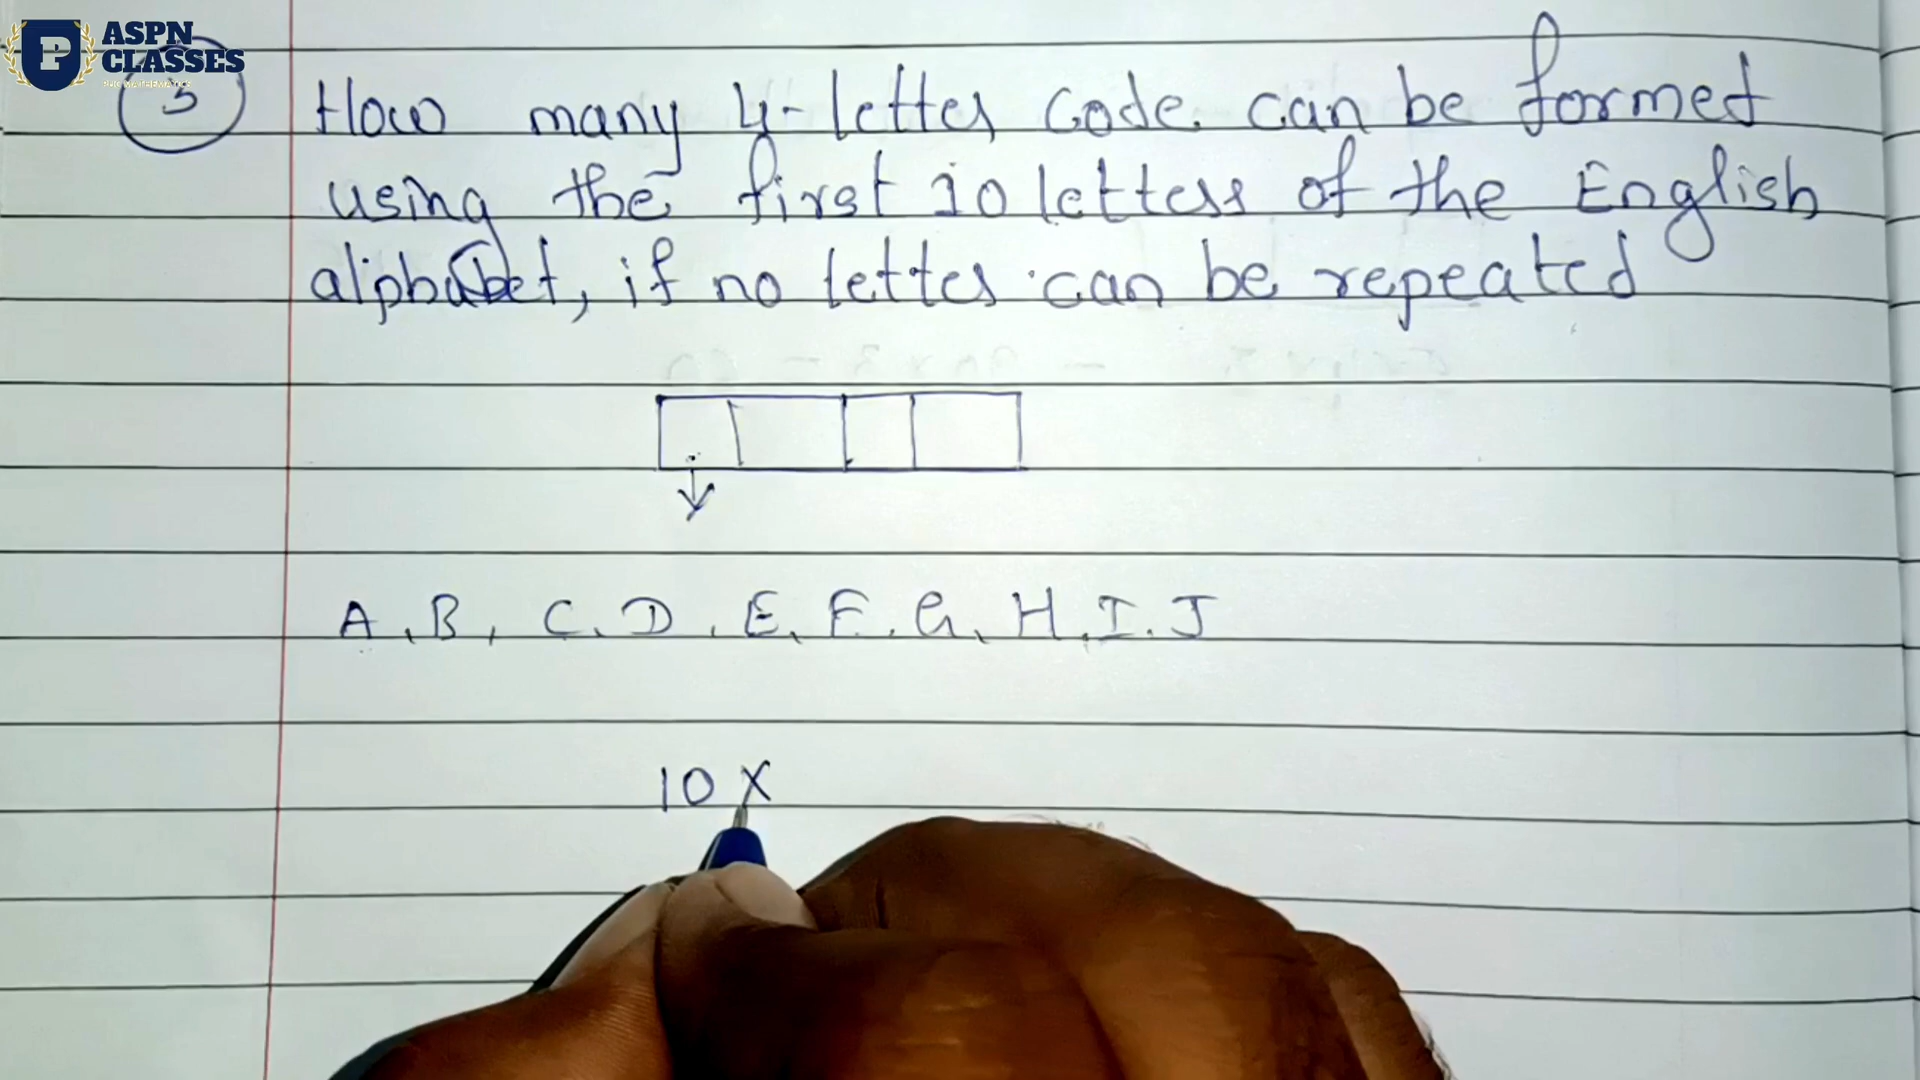 ASPN
CLASSES
3
How many 4-letter code can be formed
using the first 10 letters of the English
alphabet, if no letter can be repeated
A, B, C, D, E, F, G, H, I, J
10 X